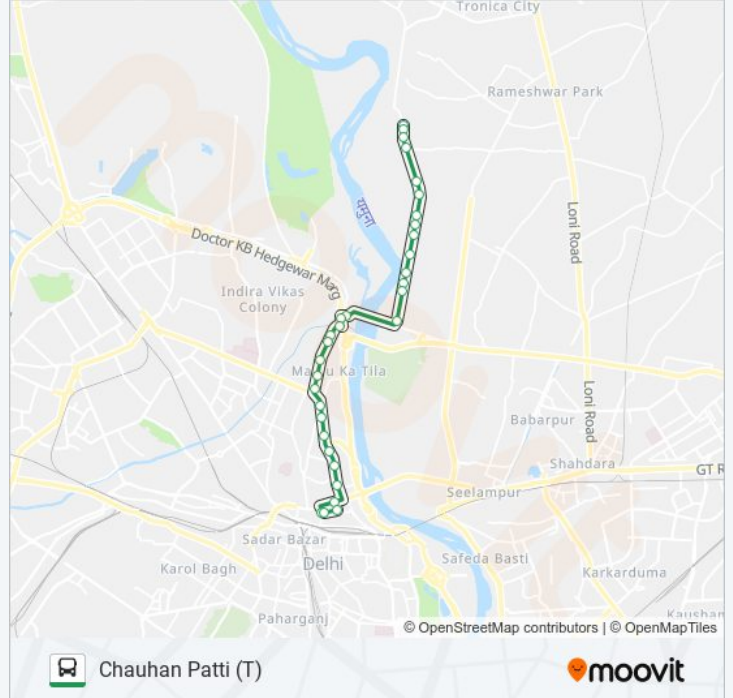 Tronica City
Rameshwar Park
यमुना
Loni Road
Doctor KB Hedgewar Marg
Indira Vikas
Colony
Ka Tila
Loni Road
Babarpur
Shahdara
GT R
Seelampur
Sadar Bazar
Delhi
Safeda Basti
Karol Bagh
Karkarduma
Kaushan
Paharganj
© OpenStreetMap contributors | © OpenMapTiles
Chauhan Patti (T)
moovit